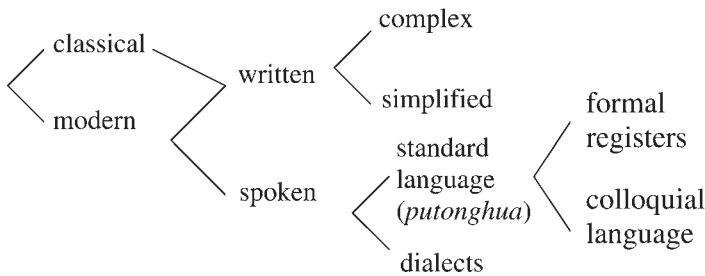 classical
modern
written
spoken
complex
simplified
standard
language
(putonghua)
dialects
formal
registers
colloquial
language